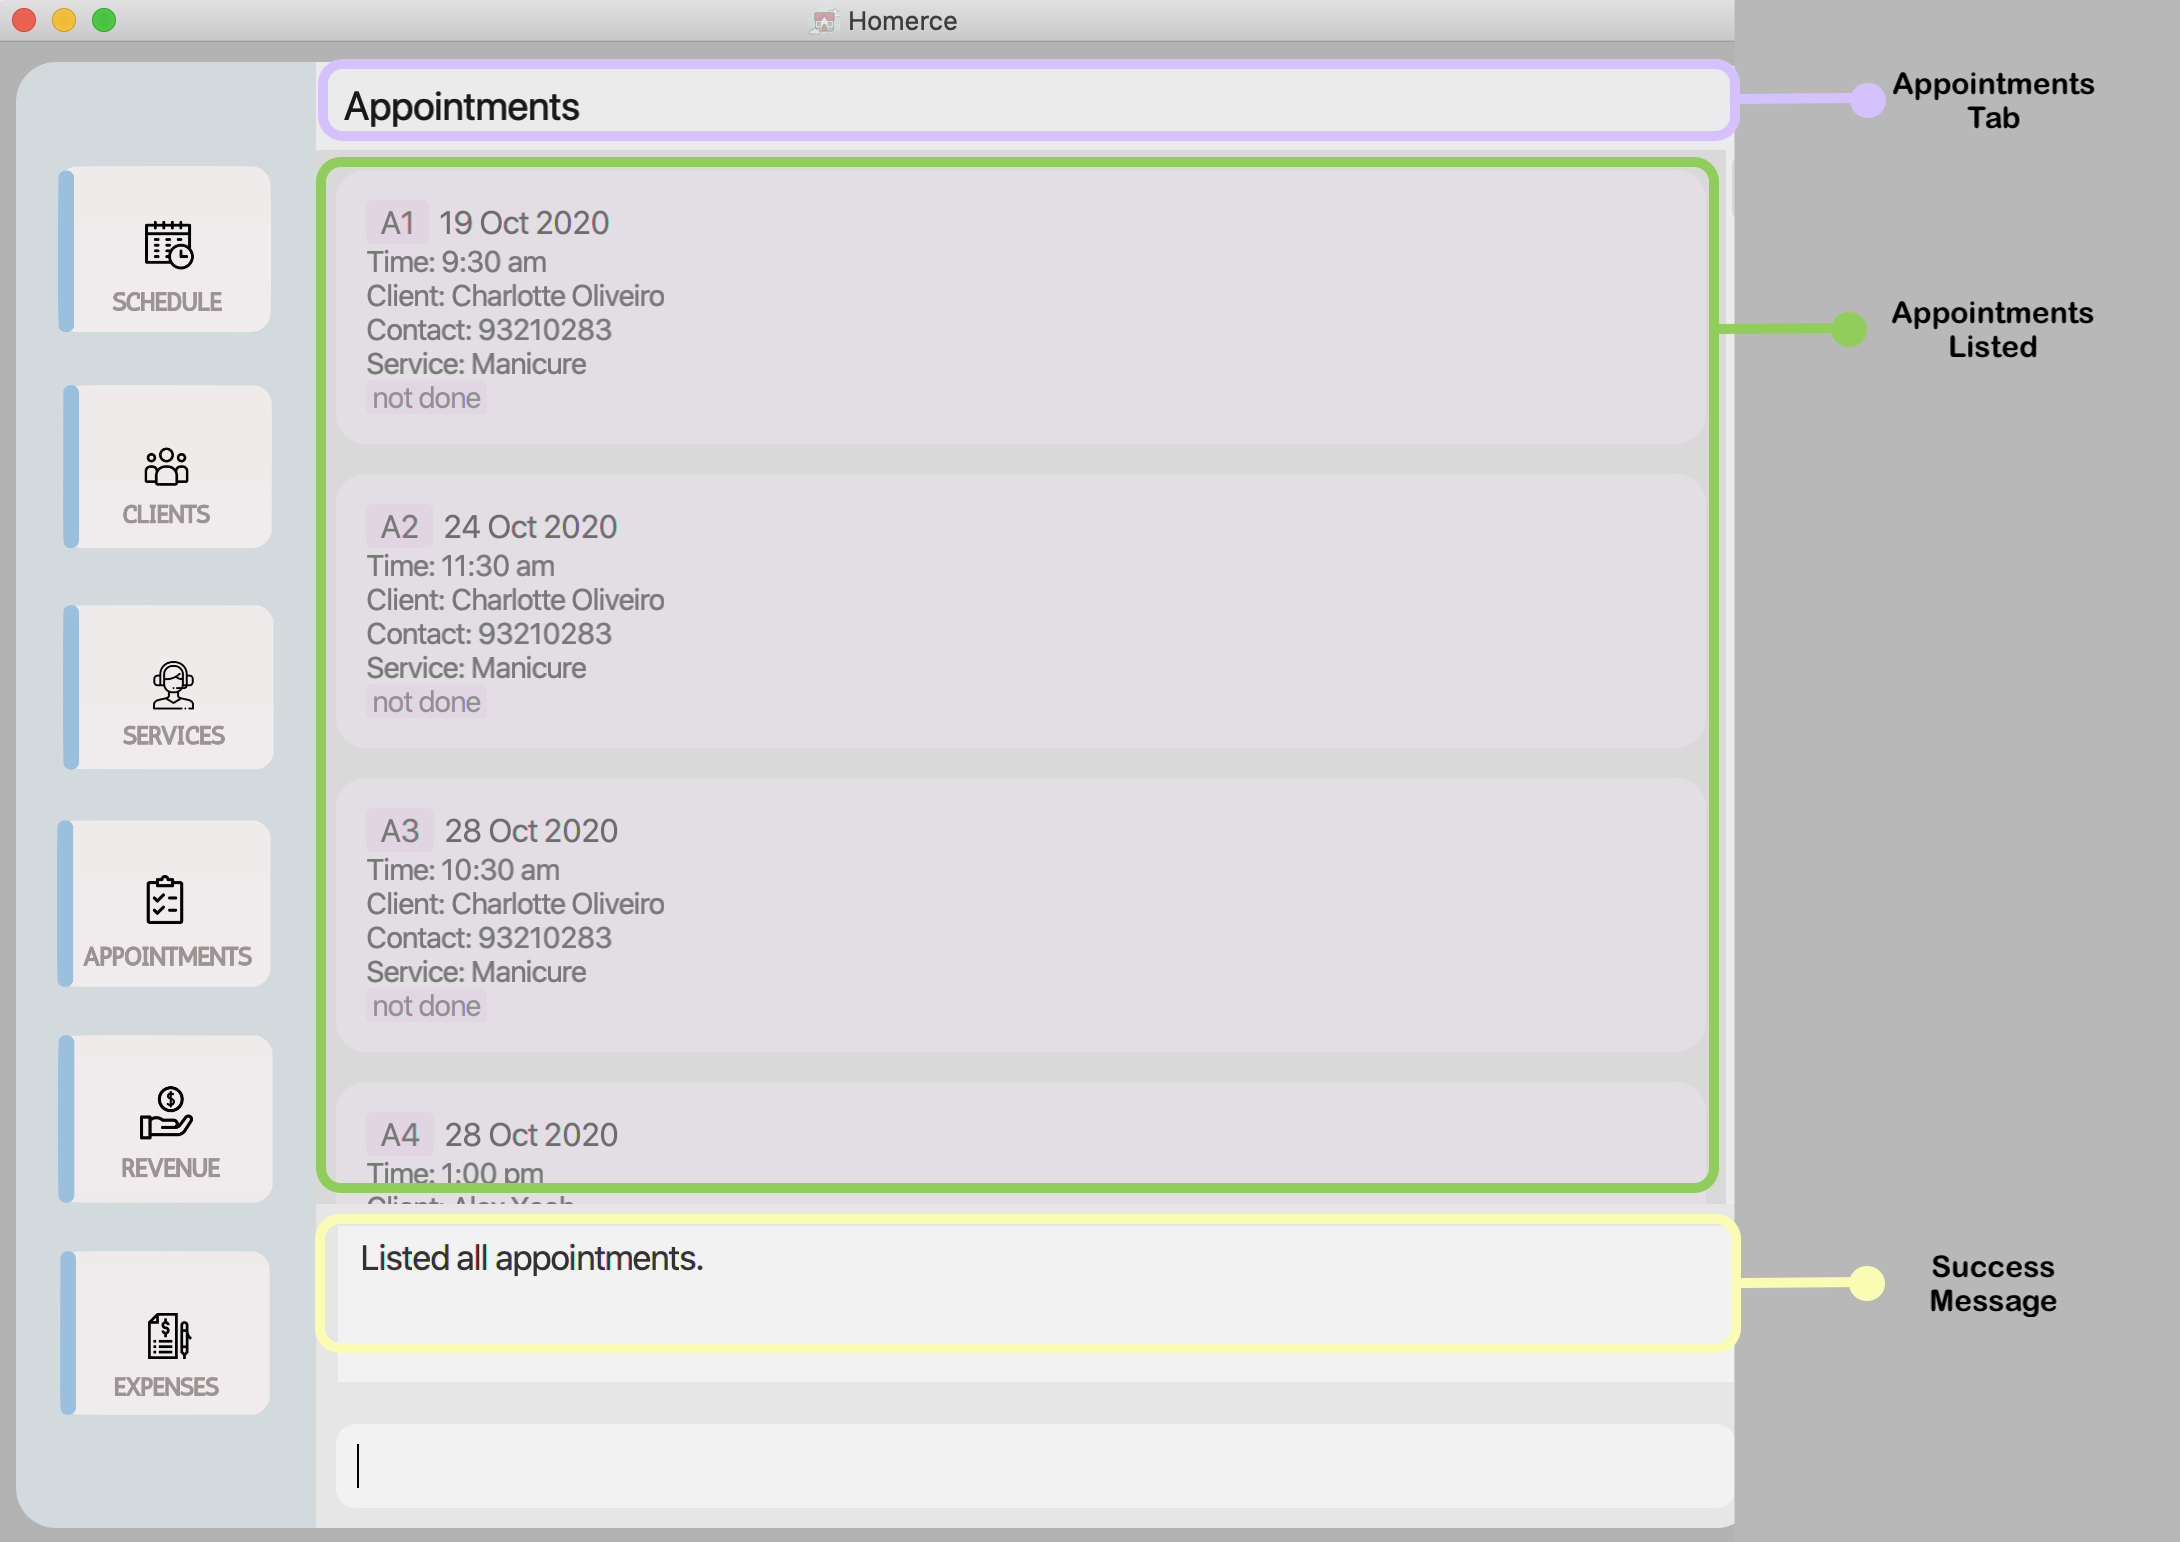 Homerce
Appointments
Appointments
Tab
SCHEDULE
CLIENTS
SERVICES
APPOINTMENTS
REVENUE
EXPENSES
A1 19 Oct 2020
Time: 9:30 am
Client: Charlotte Oliveiro
Contact: 93210283
Service: Manicure
not done
A2 24 Oct 2020
Time: 11:30 am
Client: Charlotte Oliveiro
Contact: 93210283
Service: Manicure
not done
A3 28 Oct 2020
Time: 10:30 am
Client: Charlotte Oliveiro
Contact: 93210283
Service: Manicure
not done
A4 28 Oct 2020
Time: 1:00 pm
Client: Alex Yeoh
Appointments
Listed
Listed all appointments.
Success
Message